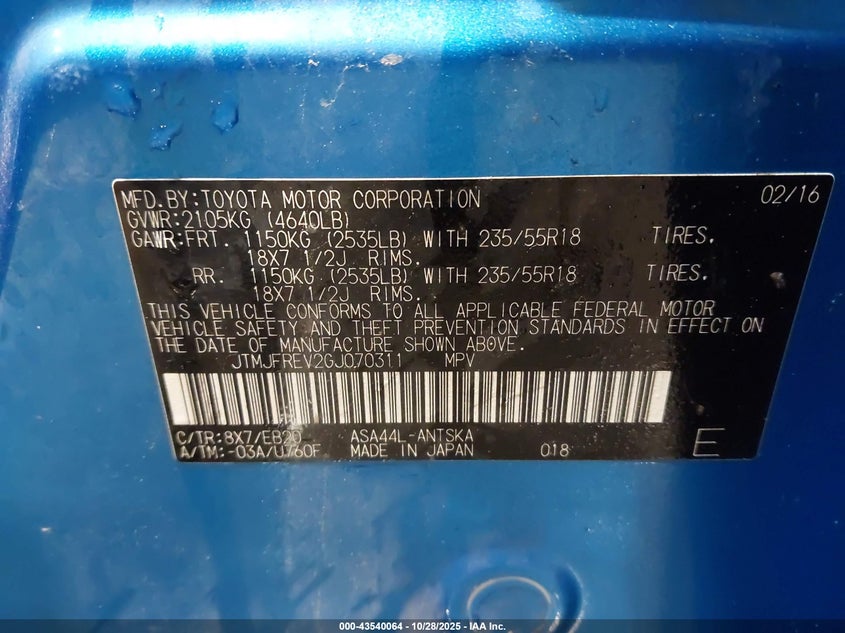 MFD.BY:TOYOTA MOTOR CORPORATION 02/16
GVWR:2105KG (4640LB)
GAWR:FRT. 1150KG (2535LB) WITH 235/55R18 TIRES.
18X7 1/2J RIMS.
RR. 1150KG (2535LB) WITH 235/55R18 TIRES.
18X7 1/2J RIMS.
THIS VEHICLE CONFORMS TO ALL APPLICABLE FEDERAL MOTOR
VEHICLE SAFETY AND THEFT PREVENTION STANDARDS IN EFFECT ON
THE DATE OF MANUFACTURE SHOWN ABOVE.
JTMJFREV2GJ070311 MPV
C/TR:8X7/EB20 ASA44L-ANTSKA
A/TM:-03A/U760F MADE IN JAPAN 018 E
000-43540064 - 10/28/2025 - IAA Inc.